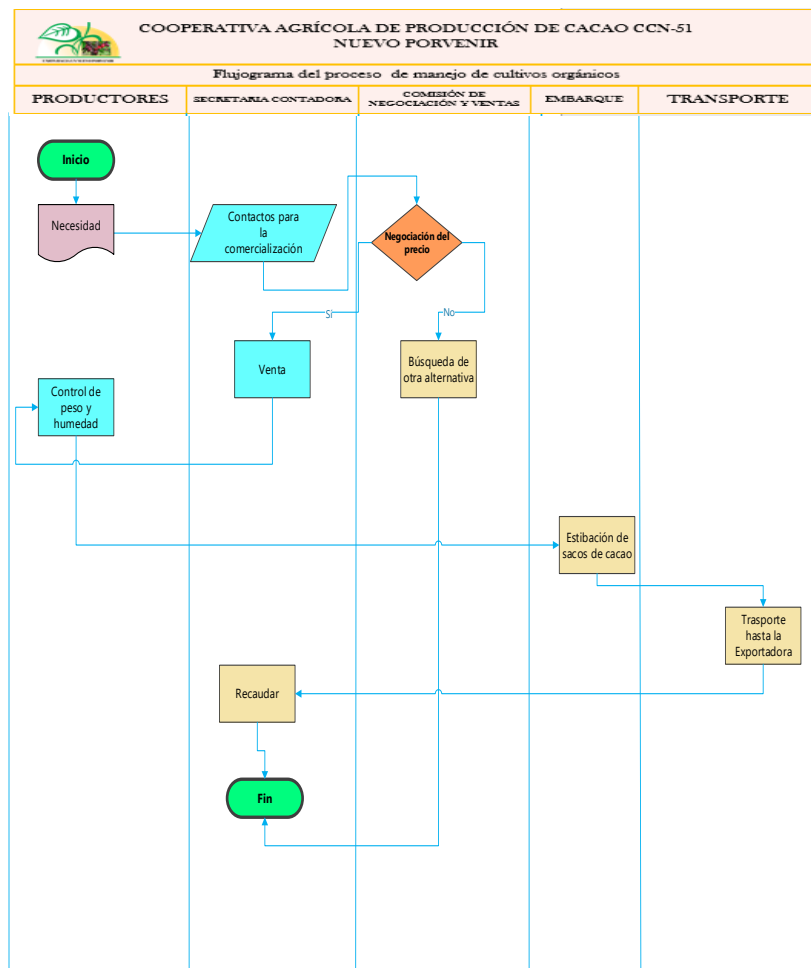 COOPERATIVA AGRÍCOLA DE PRODUCCIÓN DE CACAO CCN-51
NUEVO PORVENIR
Flujograma del proceso de manejo de cultivos orgánicos
PRODUCTORES
SECRETARIA CONTADORA
COMISIÓN DE
NEGOCIACIÓN Y VENTAS
EMBARQUE
TRANSPORTE
Inicio
Necesidad
Contactos para
la
comercialización
Negociación del
precio
Sí
No
Venta
Búsqueda de
otra alternativa
Control de
peso y
humedad
Estibación de
sacos de cacao
Trasporte
hasta la
Exportadora
Recaudar
Fin